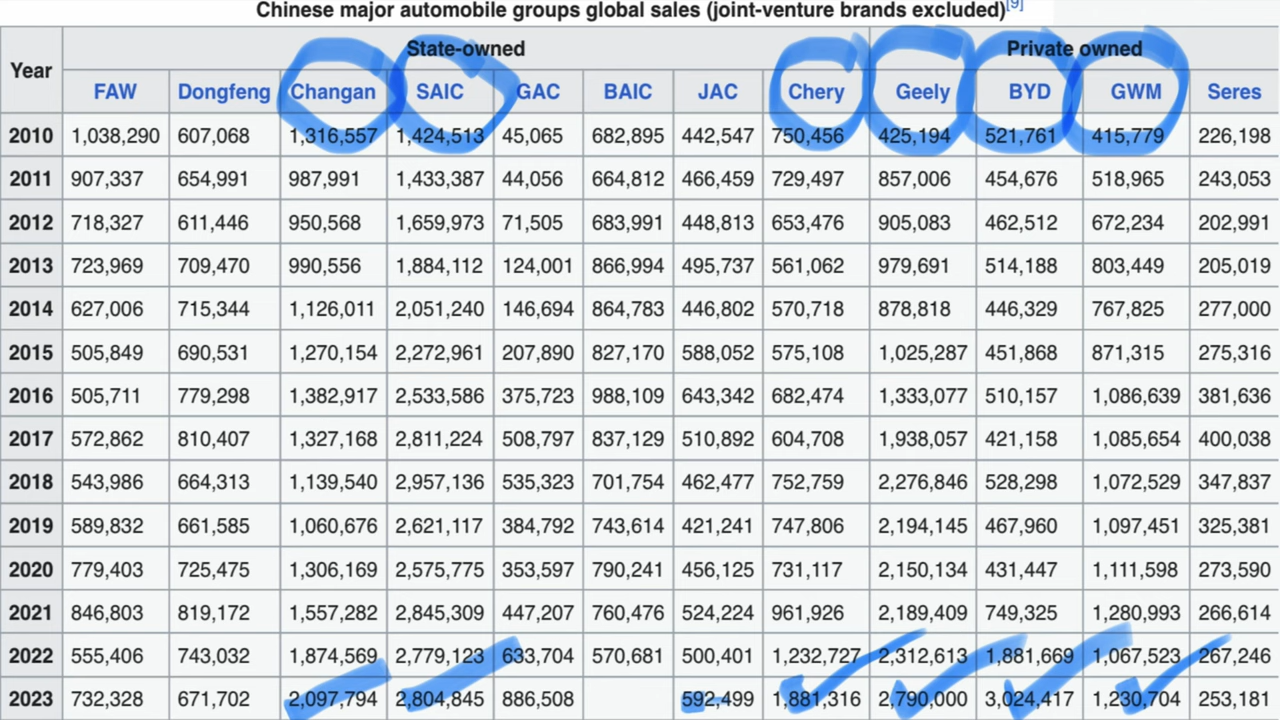 Chinese major automobile groups global sales (joint-venture brands excluded)[9]
Year State-owned Private owned
FAW Dongfeng Changan SAIC GAC BAIC JAC Chery Geely BYD GWM Seres
2010 1,038,290 607,068 1,316,557 1,424,513 45,065 682,895 442,547 750,456 425,194 521,761 415,779 226,198
2011 907,337 654,991 987,991 1,433,387 44,056 664,812 466,459 729,497 857,006 454,676 518,965 243,053
2012 718,327 611,446 950,568 1,659,973 71,505 683,991 448,813 653,476 905,083 462,512 672,234 202,991
2013 723,969 709,470 990,556 1,884,112 124,001 866,994 495,737 561,062 979,691 514,188 803,449 205,019
2014 627,006 715,344 1,126,011 2,051,240 146,694 864,783 446,802 570,718 878,818 446,329 767,825 277,000
2015 505,849 690,531 1,270,154 2,272,961 207,890 827,170 588,052 575,108 1,025,287 451,868 871,315 275,316
2016 505,711 779,298 1,382,917 2,533,586 375,723 988,109 643,342 682,474 1,333,077 510,157 1,086,639 381,636
2017 572,862 810,407 1,327,168 2,811,224 508,797 837,129 510,892 604,708 1,938,057 421,158 1,085,654 400,038
2018 543,986 664,313 1,139,540 2,957,136 535,323 701,754 462,477 752,759 2,276,846 528,298 1,072,529 347,837
2019 589,832 661,585 1,060,676 2,621,117 384,792 743,614 421,241 747,806 2,194,145 467,960 1,097,451 325,381
2020 779,403 725,475 1,306,169 2,575,775 353,597 790,241 456,125 731,117 2,150,134 431,447 1,111,598 273,590
2021 846,803 819,172 1,557,282 2,845,309 447,207 760,476 524,224 961,926 2,189,409 749,325 1,280,993 266,614
2022 555,406 743,032 1,874,569 2,779,123 633,704 570,681 500,401 1,232,727 2,312,613 1,881,669 1,067,523 267,246
2023 732,328 671,702 2,097,794 2,804,845 886,508 592,499 1,881,316 2,790,000 3,024,417 1,230,704 253,181